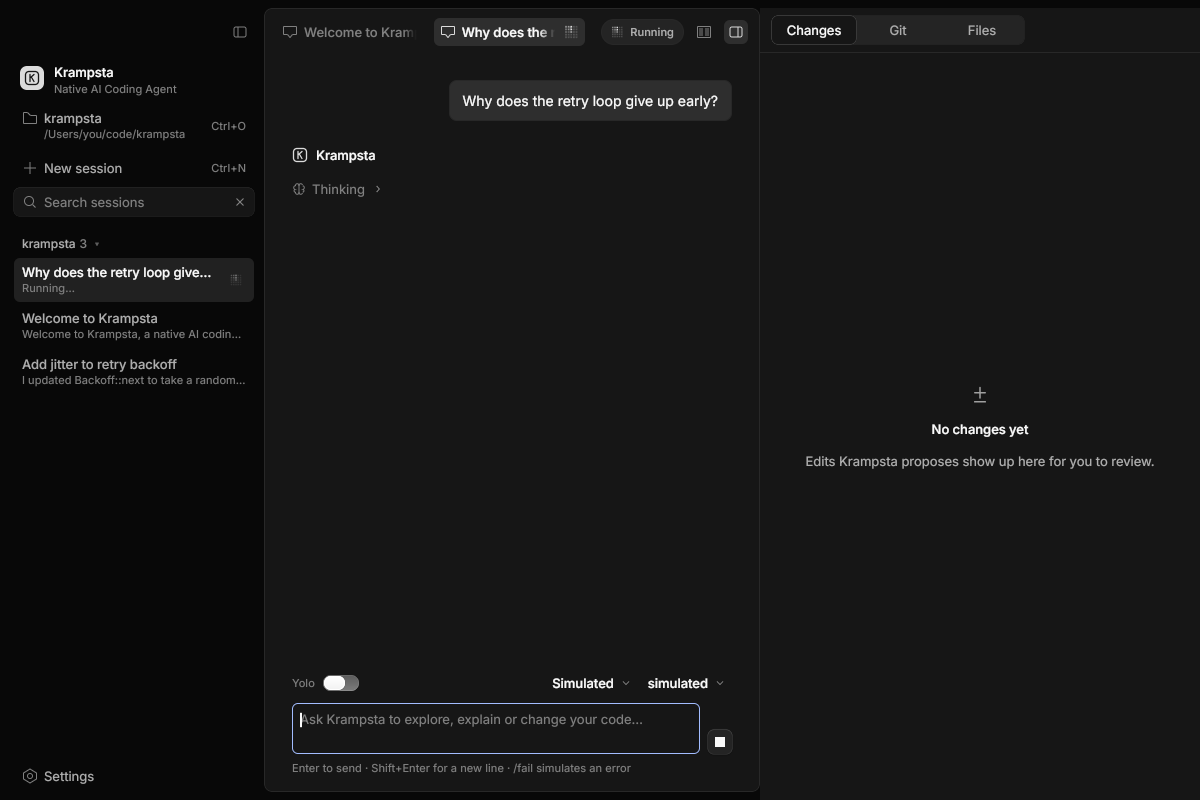 Krampsta
Native AI Coding Agent
krampsta
/Users/you/code/krampsta
Ctrl+O
New session
Ctrl+N
Search sessions
krampsta 3
Why does the retry loop give...
Running...
Welcome to Krampsta
Welcome to Krampsta, a native AI codin...
Add jitter to retry backoff
I updated Backoff::next to take a random...
Settings
Welcome to Kram
Why does the
Running
Why does the retry loop give up early?
Krampsta
Thinking
Yolo
Simulated
simulated
Ask Krampsta to explore, explain or change your code...
Enter to send · Shift+Enter for a new line · /fail simulates an error
Changes
Git
Files
No changes yet
Edits Krampsta proposes show up here for you to review.